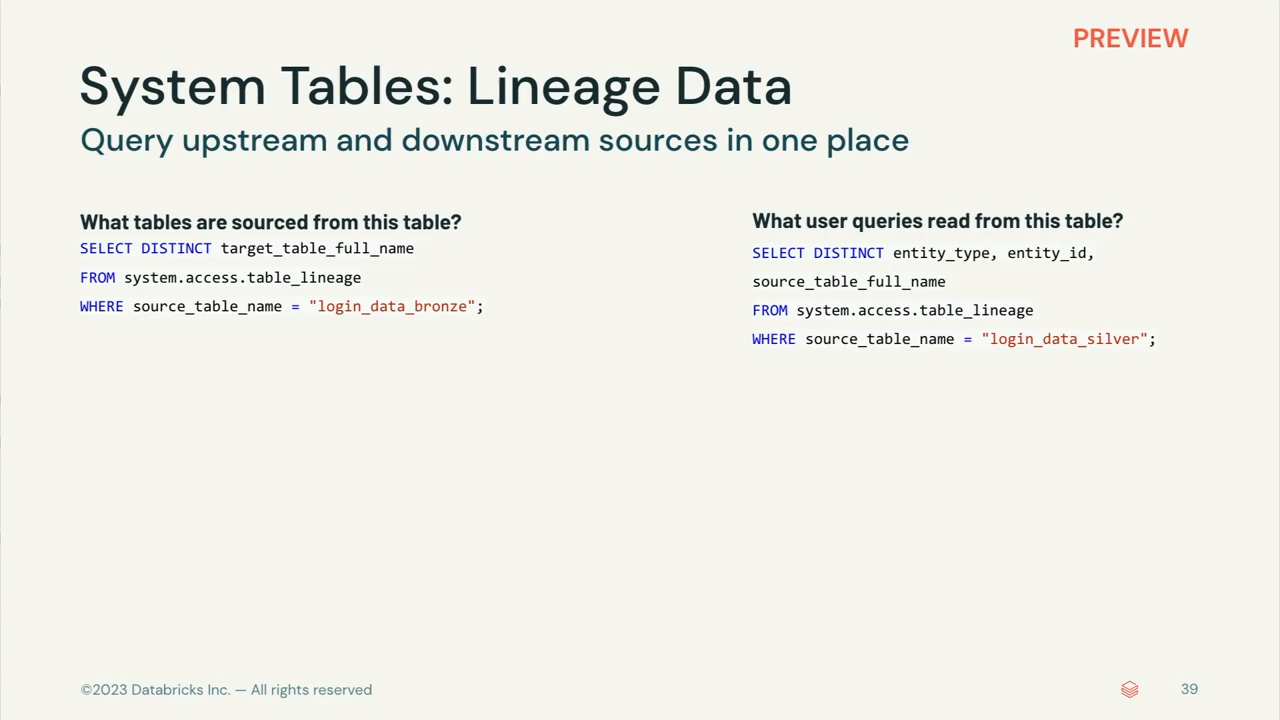 PREVIEW
System Tables: Lineage Data
Query upstream and downstream sources in one place
What tables are sourced from this table?
SELECT DISTINCT target_table_full_name
FROM system.access.table_lineage
WHERE source_table_name = "login_data_bronze";
What user queries read from this table?
SELECT DISTINCT entity_type, entity_id,
source_table_full_name
FROM system.access.table_lineage
WHERE source_table_name = "login_data_silver";
©2023 Databricks Inc. — All rights reserved
39